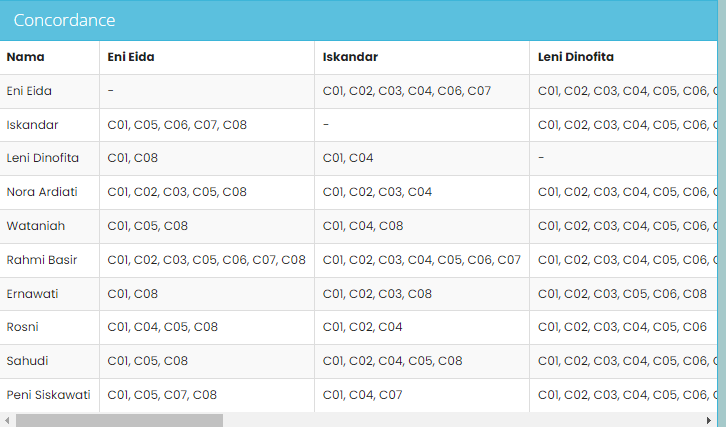 Concordance
Nama Eni Eida Iskandar Leni Dinofita
Eni Eida - C01, C02, C03, C04, C06, C07 C01, C02, C03, C04, C05, C06,
Iskandar C01, C05, C06, C07, C08 - C01, C02, C03, C04, C05, C06,
Leni Dinofita C01, C08 C01, C04 -
Nora Ardiati C01, C02, C03, C05, C08 C01, C02, C03, C04 C01, C02, C03, C04, C05, C06,
Wataniah C01, C05, C08 C01, C04, C08 C01, C02, C03, C04, C05, C06,
Rahmi Basir C01, C02, C03, C05, C06, C07, C08 C01, C02, C03, C04, C05, C06, C07 C01, C02, C03, C04, C05, C06,
Ernawati C01, C08 C01, C02, C03, C08 C01, C02, C03, C05, C06, C08
Rosni C01, C04, C05, C08 C01, C02, C04 C01, C02, C03, C04, C05, C06
Sahudi C01, C05, C08 C01, C02, C04, C05, C08 C01, C02, C03, C04, C05, C06,
Peni Siskawati C01, C05, C07, C08 C01, C04, C07 C01, C02, C03, C04, C05, C06,